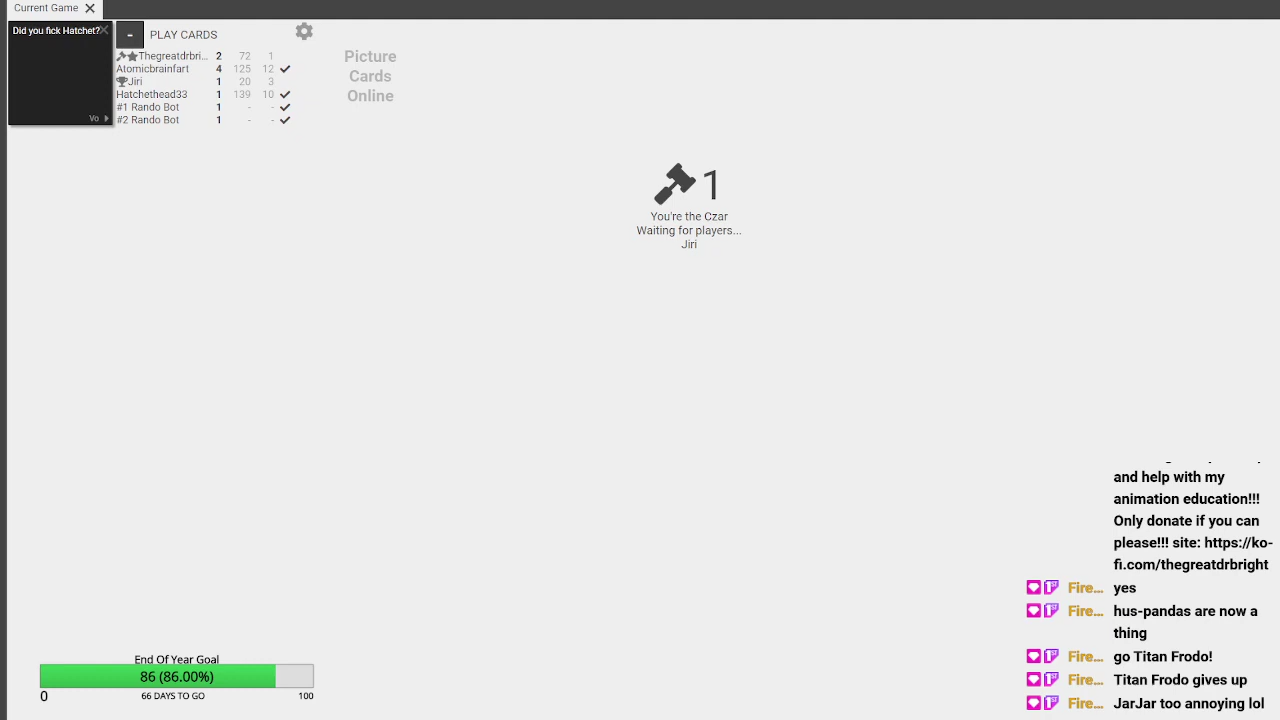 Current Game
Did you fick Hatchet?
Vo
-
PLAY CARDS
Thegreatdrbri... 2 72 1
Atomicbrainfart 4 125 12
Jiri 1 20 3
Hatchethead33 1 139 10
#1 Rando Bot 1 - -
#2 Rando Bot 1 - -
Picture
Cards
Online
1
You're the Czar
Waiting for players...
Jiri
and help with my
animation education!!!
Only donate if you can
please!!! site: https://ko-
fi.com/thegreatdrbright
Fire... yes
Fire... hus-pandas are now a
thing
Fire... go Titan Frodo!
Fire... Titan Frodo gives up
Fire... JarJar too annoying lol
End Of Year Goal
86 (86.00%)
0 66 DAYS TO GO 100